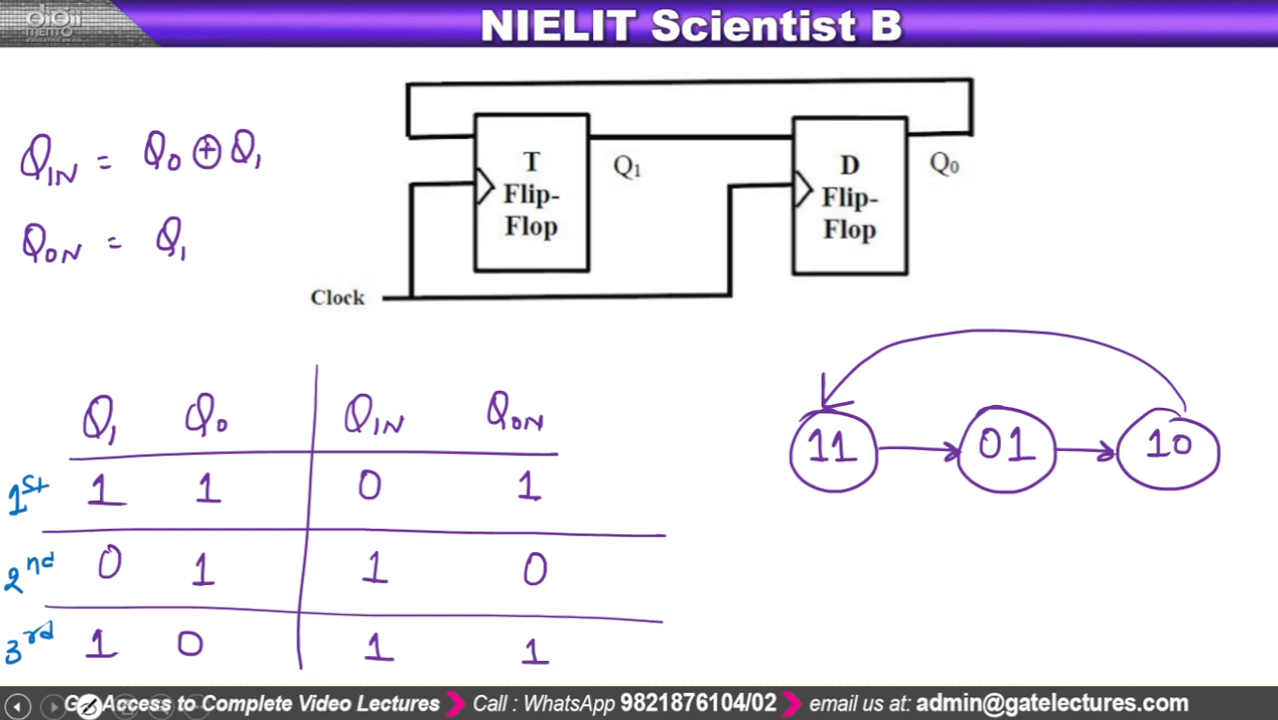 digii
MENTO
NIELIT Scientist B
Q₁N = Q₀ ⊕ Q₁
Q₀N = Q₁
T
Flip-
Flop
Q₁
D
Flip-
Flop
Q₀
Clock
Q₁ Q₀ Q₁N Q₀N
1st 1 1 0 1
2nd 0 1 1 0
3rd 1 0 1 1
11 01 10
Access to Complete Video Lectures Call : WhatsApp 9821876104/02 email us at: admin@gatelectures.com